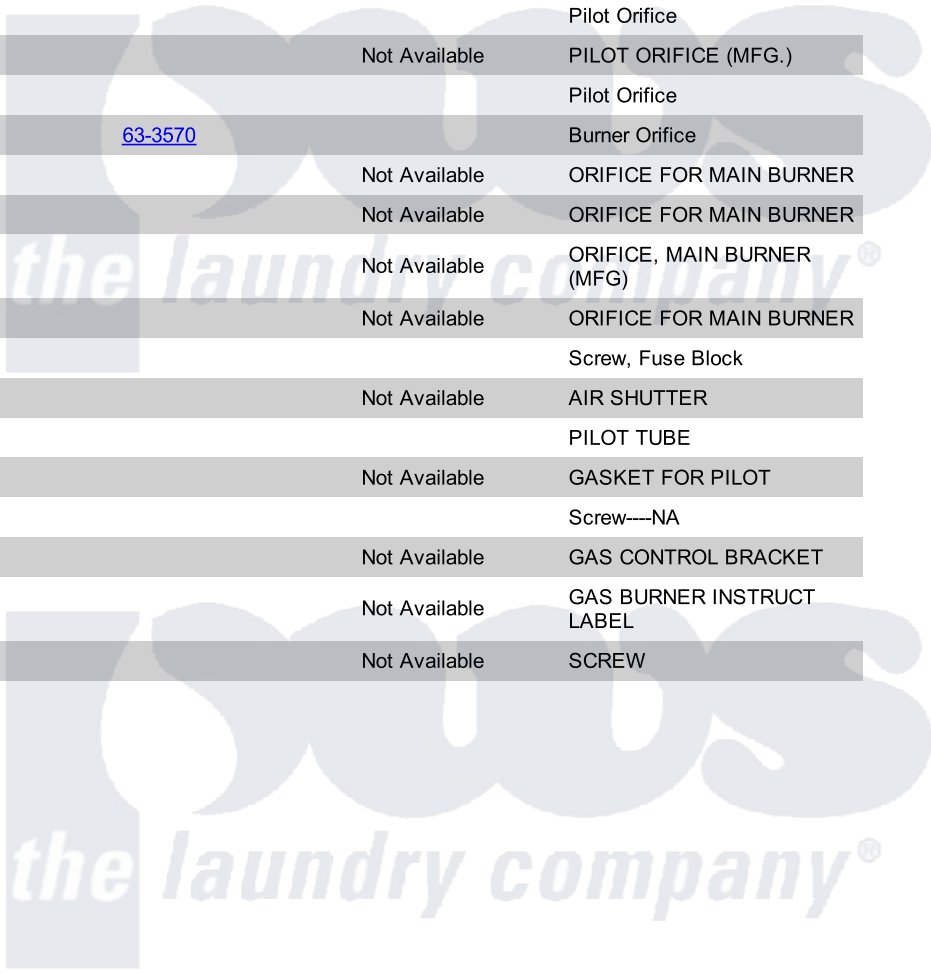 Pilot Orifice
Not Available PILOT ORIFICE (MFG.)
Pilot Orifice
63-3570 Burner Orifice
Not Available ORIFICE FOR MAIN BURNER
Not Available ORIFICE FOR MAIN BURNER
Not Available ORIFICE, MAIN BURNER
(MFG)
Not Available ORIFICE FOR MAIN BURNER
Screw, Fuse Block
Not Available AIR SHUTTER
PILOT TUBE
Not Available GASKET FOR PILOT
Screw----NA
Not Available GAS CONTROL BRACKET
Not Available GAS BURNER INSTRUCT
LABEL
Not Available SCREW
pws
the laundry company®
pws
the laundry company®